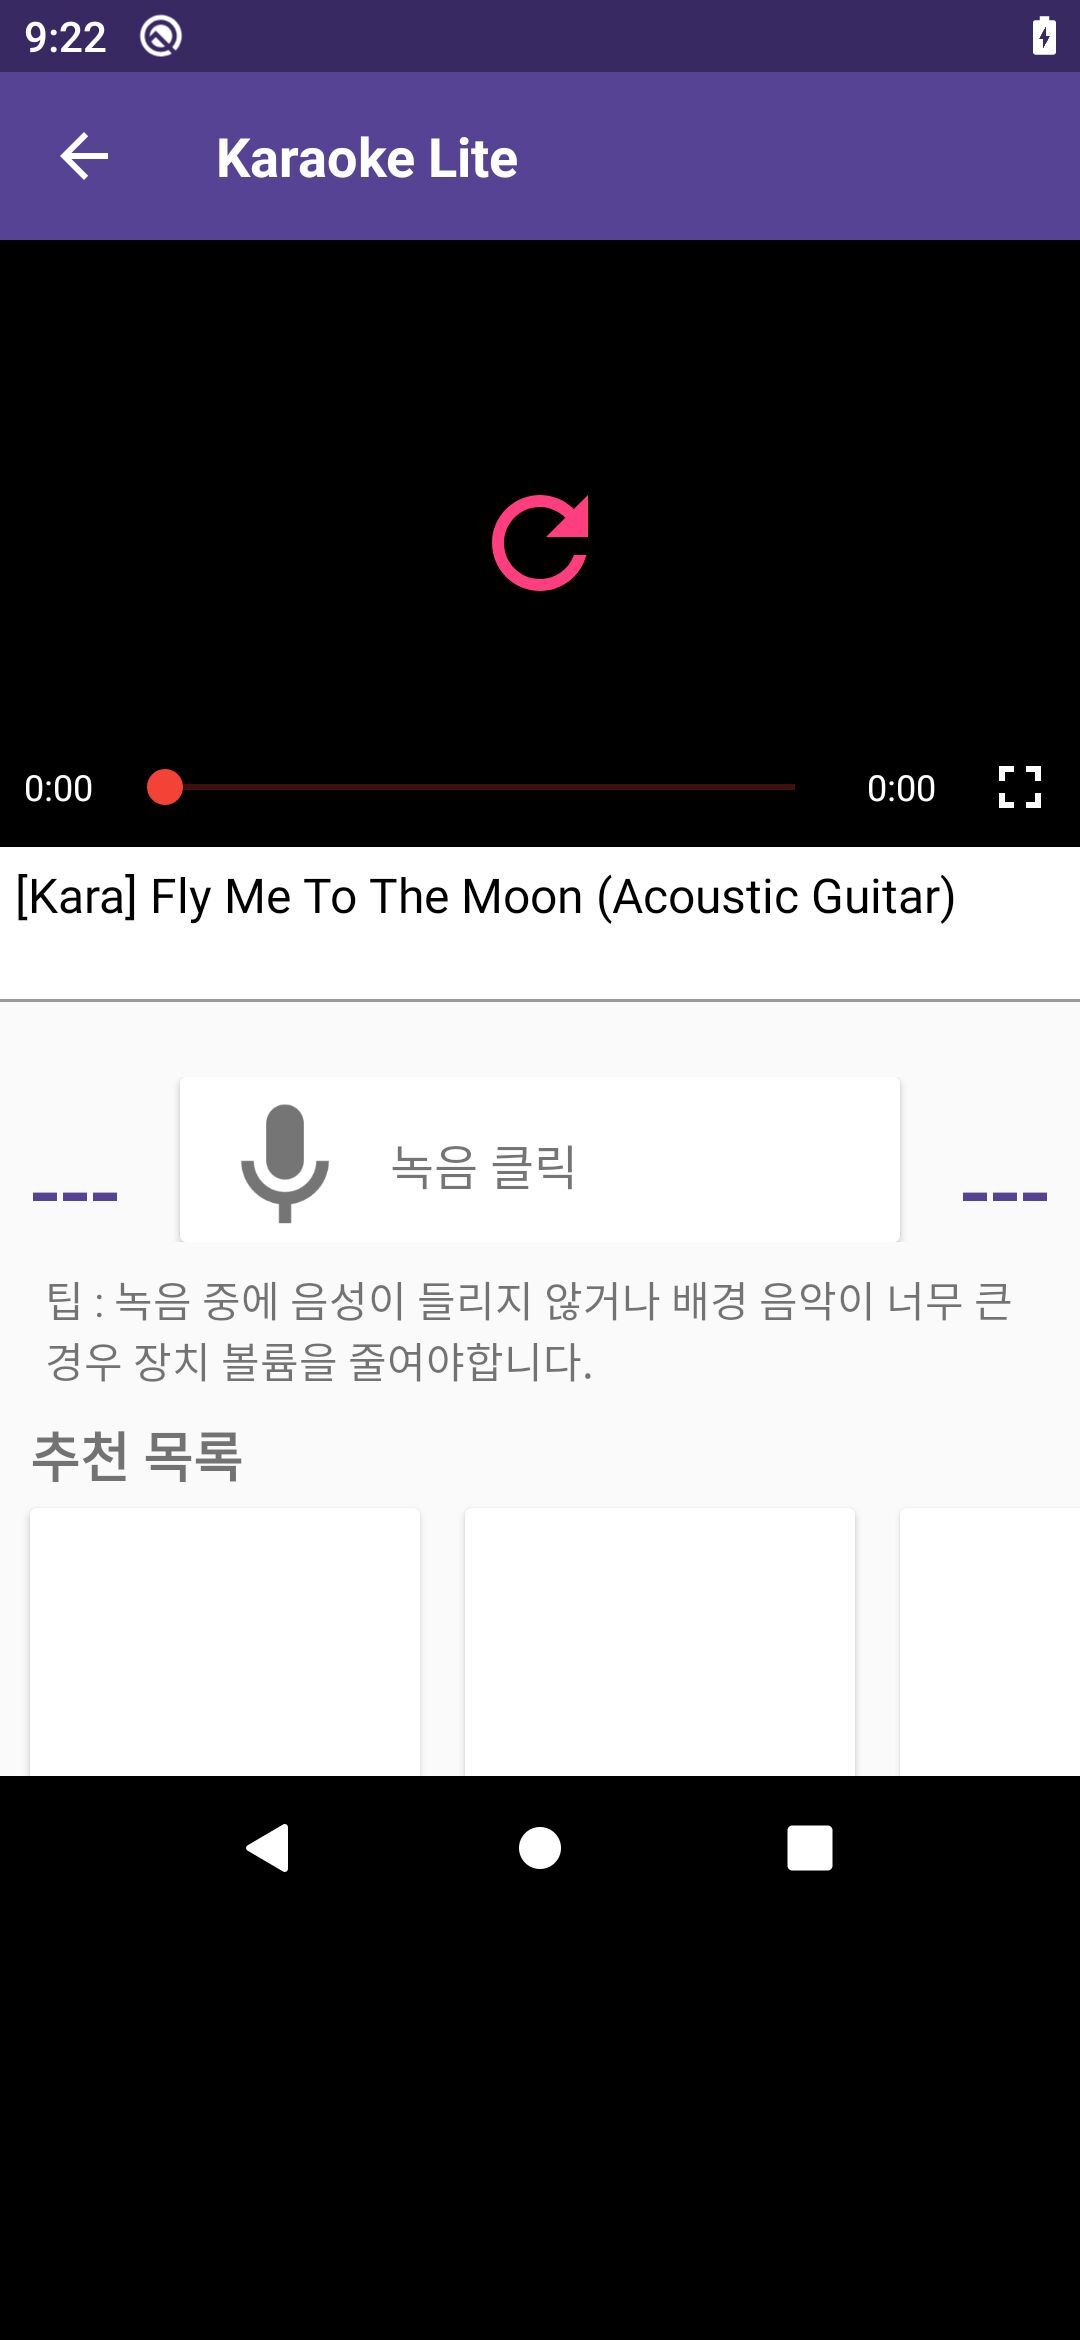 9:22
Karaoke Lite
0:00
0:00
[Kara] Fly Me To The Moon (Acoustic Guitar)
---
녹음 클릭
---
팁 : 녹음 중에 음성이 들리지 않거나 배경 음악이 너무 큰
경우 장치 볼륨을 줄여야합니다.
추천 목록